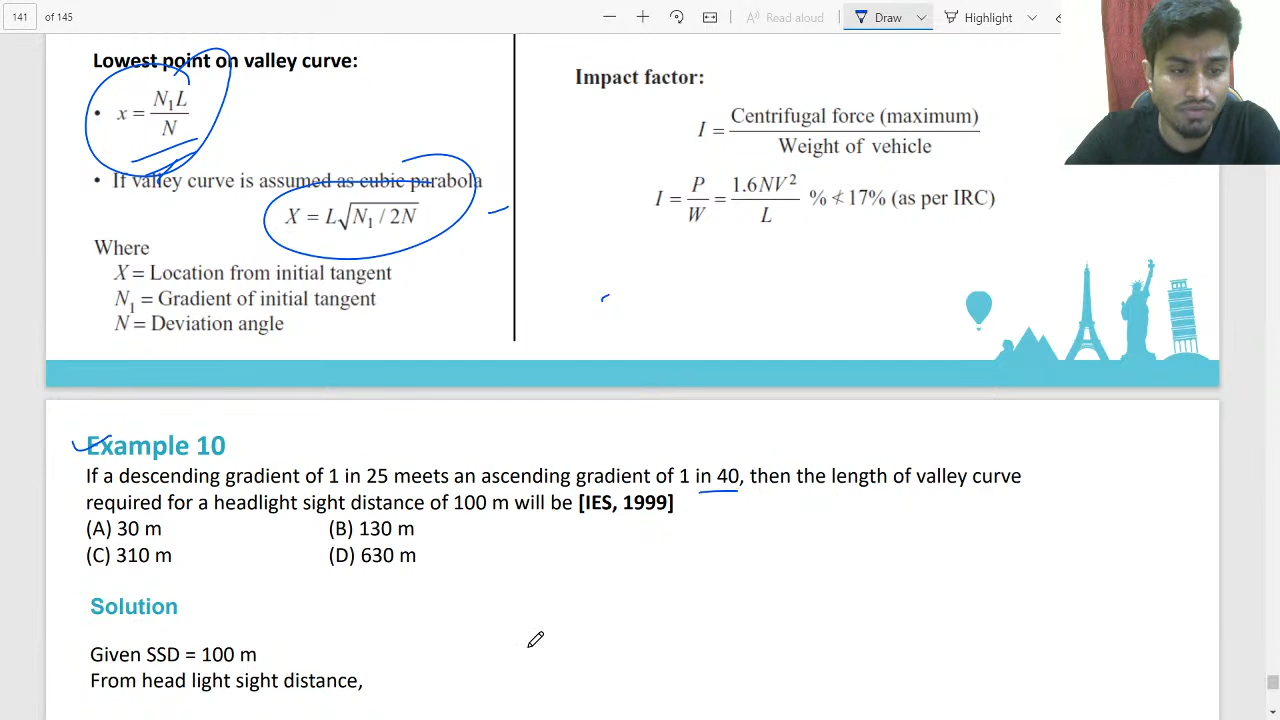 141 of 145 Read aloud Draw Highlight
Lowest point on valley curve:
• x = N₁L / N
• If valley curve is assumed as cubic parabola
X = L√N₁ / 2N
Where
X = Location from initial tangent
N₁ = Gradient of initial tangent
N = Deviation angle
Impact factor:
I = Centrifugal force (maximum) / Weight of vehicle
I = P / W = 1.6NV² / L % ≮ 17% (as per IRC)
Example 10
If a descending gradient of 1 in 25 meets an ascending gradient of 1 in 40, then the length of valley curve
required for a headlight sight distance of 100 m will be [IES, 1999]
(A) 30 m (B) 130 m
(C) 310 m (D) 630 m
Solution
Given SSD = 100 m
From head light sight distance,